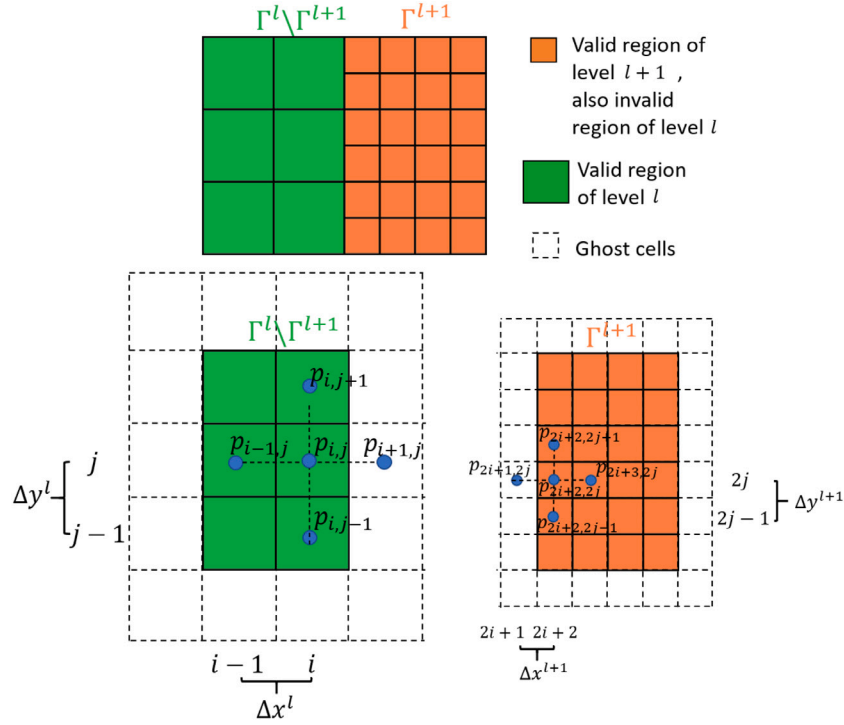 Γ^l\Γ^{l+1}
Γ^{l+1}
Valid region of
level l + 1 ,
also invalid
region of level l
Valid region
of level l
Ghost cells
Γ^l\Γ^{l+1}
p_{i,j+1}
p_{i-1,j}
p_{i,j}
p_{i+1,j}
p_{i,j-1}
Δy^l
j
j − 1
i − 1
i
Δx^l
Γ^{l+1}
p_{2i+2,2j+1}
p_{2i+1,2j}
p_{2i+3,2j}
p_{2i+2,2j}
p_{2i+2,2j-1}
2j
2j − 1
Δy^{l+1}
2i + 1
2i + 2
Δx^{l+1}